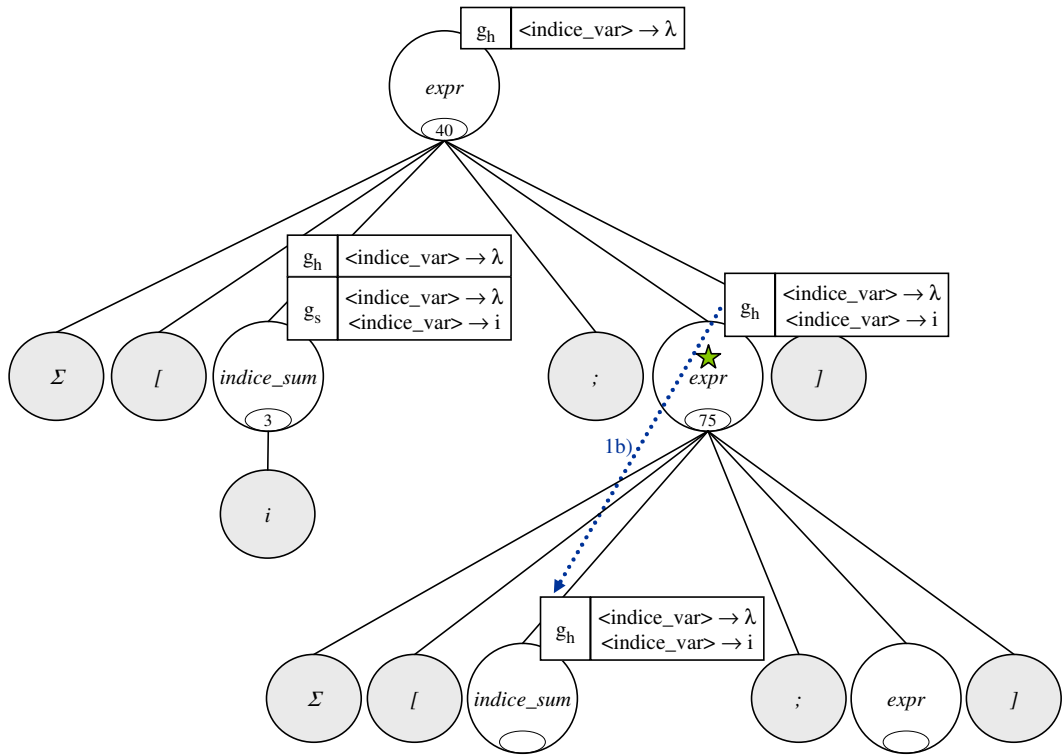 g_h <indice_var> → λ
expr
40
g_h <indice_var> → λ
g_s <indice_var> → λ
<indice_var> → i
g_h <indice_var> → λ
<indice_var> → i
Σ [ indice_sum ; expr ]
3 75
1b)
i
g_h <indice_var> → λ
<indice_var> → i
Σ [ indice_sum ; expr ]